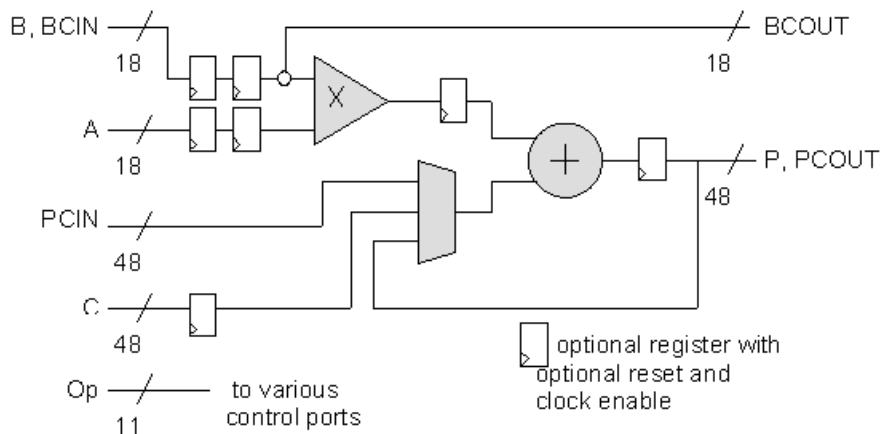 B, BCIN
18
18
BCOUT
X
A
18
+
P, PCOUT
48
PCIN
48
C
48
optional register with
optional reset and
clock enable
Op
11
to various
control ports